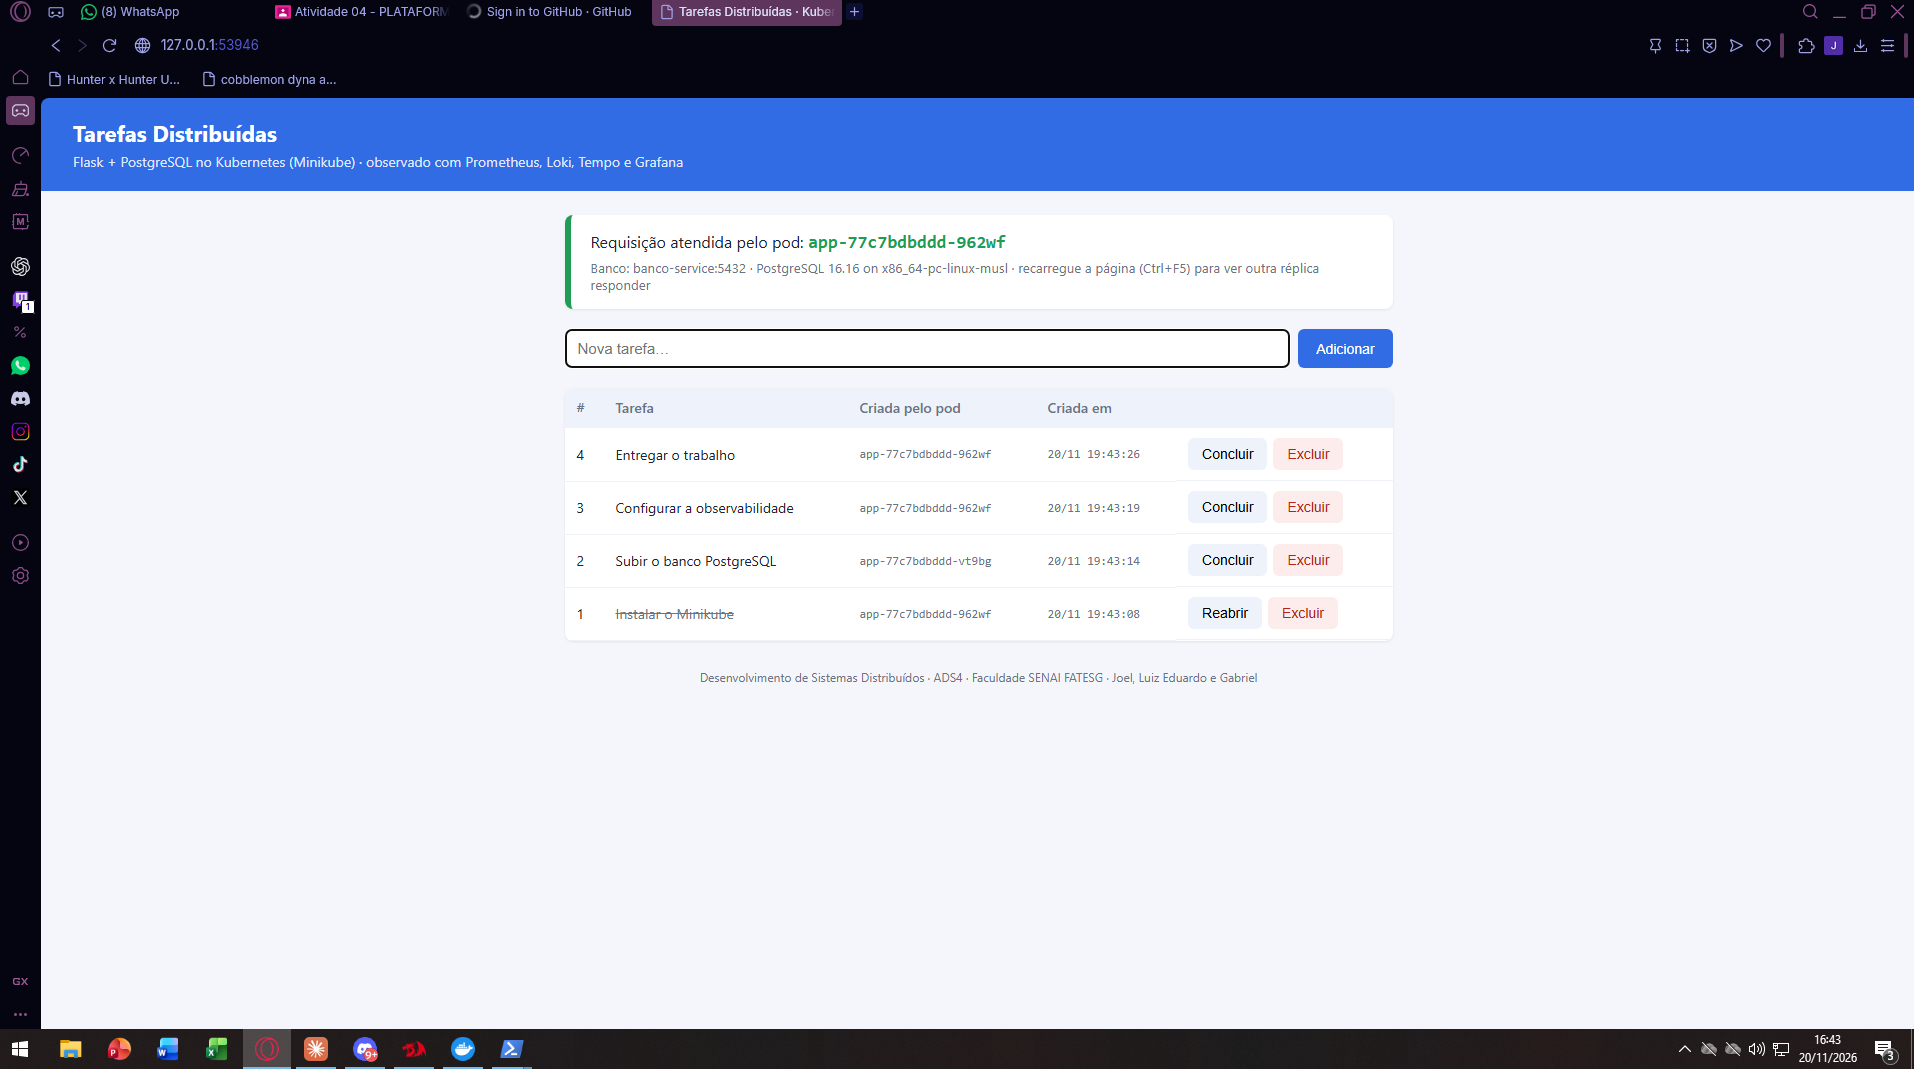 (8) WhatsApp
Atividade 04 - PLATAFORM
Sign in to GitHub · GitHub
Tarefas Distribuídas · Kuber
127.0.0.1:53946
J
Hunter x Hunter U...
cobblemon dyna a...
Tarefas Distribuídas
Flask + PostgreSQL no Kubernetes (Minikube) · observado com Prometheus, Loki, Tempo e Grafana
Requisição atendida pelo pod: app-77c7bdbddd-962wf
Banco: banco-service:5432 · PostgreSQL 16.16 on x86_64-pc-linux-musl · recarregue a página (Ctrl+F5) para ver outra réplica
responder
Nova tarefa...
Adicionar
# Tarefa Criada pelo pod Criada em
4 Entregar o trabalho app-77c7bdbddd-962wf 20/11 19:43:26 Concluir Excluir
3 Configurar a observabilidade app-77c7bdbddd-962wf 20/11 19:43:19 Concluir Excluir
2 Subir o banco PostgreSQL app-77c7bdbddd-vt9bg 20/11 19:43:14 Concluir Excluir
1 Instalar o Minikube app-77c7bdbddd-962wf 20/11 19:43:08 Reabrir Excluir
Desenvolvimento de Sistemas Distribuídos · ADS4 · Faculdade SENAI FATESG · Joel, Luiz Eduardo e Gabriel
M
1
GX
P
W
X
9+
16:43
20/11/2026
3